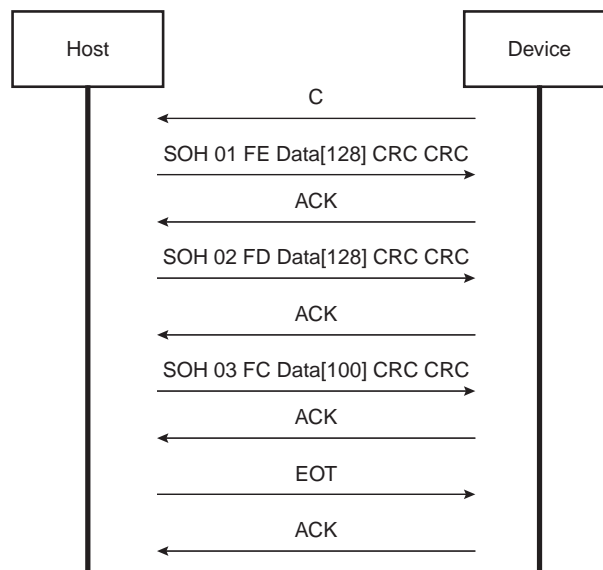 Host
Device
C
SOH 01 FE Data[128] CRC CRC
ACK
SOH 02 FD Data[128] CRC CRC
ACK
SOH 03 FC Data[100] CRC CRC
ACK
EOT
ACK